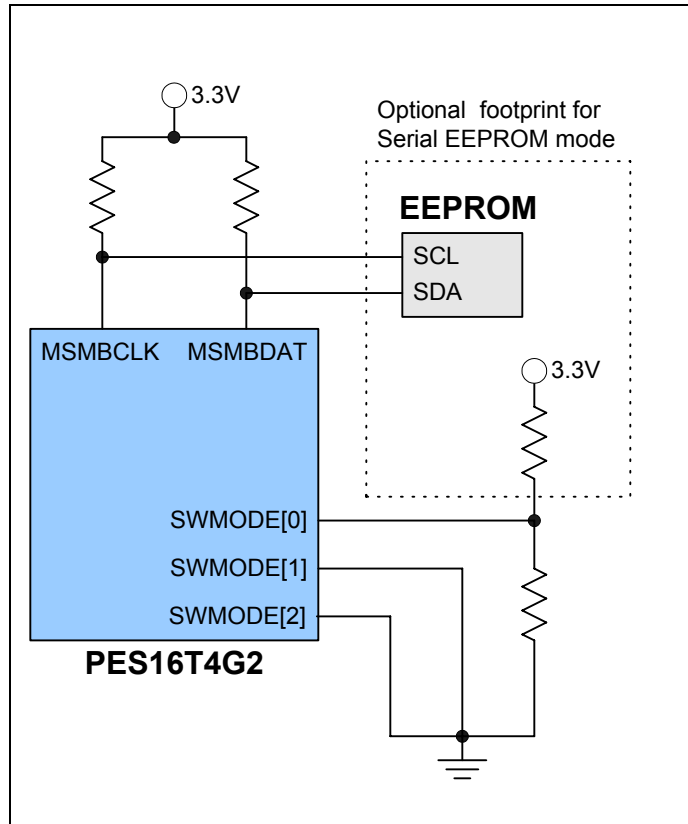 3.3V
Optional footprint for
Serial EEPROM mode
EEPROM
SCL
SDA
MSMBCLK MSMBDAT
3.3V
SWMODE[0]
SWMODE[1]
SWMODE[2]
PES16T4G2